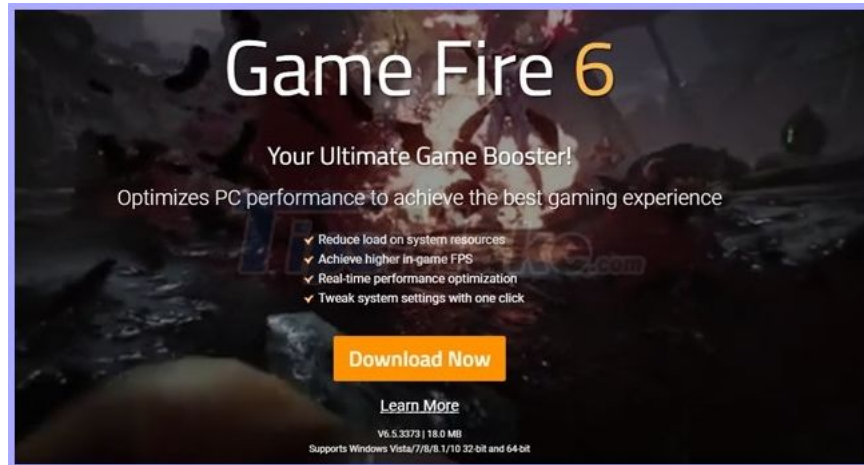 Game Fire 6
Your Ultimate Game Booster!
Optimizes PC performance to achieve the best gaming experience
Reduce load on system resources
Achieve higher in-game FPS
Real-time performance optimization
Tweak system settings with one click
Download Now
Learn More
V6.5.3373 | 18.0 MB
Supports Windows Vista/7/8/8.1/10 32-bit and 64-bit